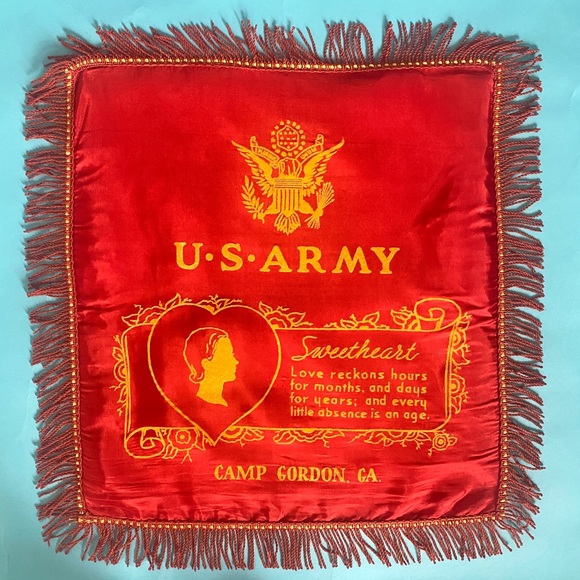 U·S·ARMY
Sweetheart
Love reckons hours
for months, and days
for years; and every
little absence is an age.
CAMP GORDON, GA.